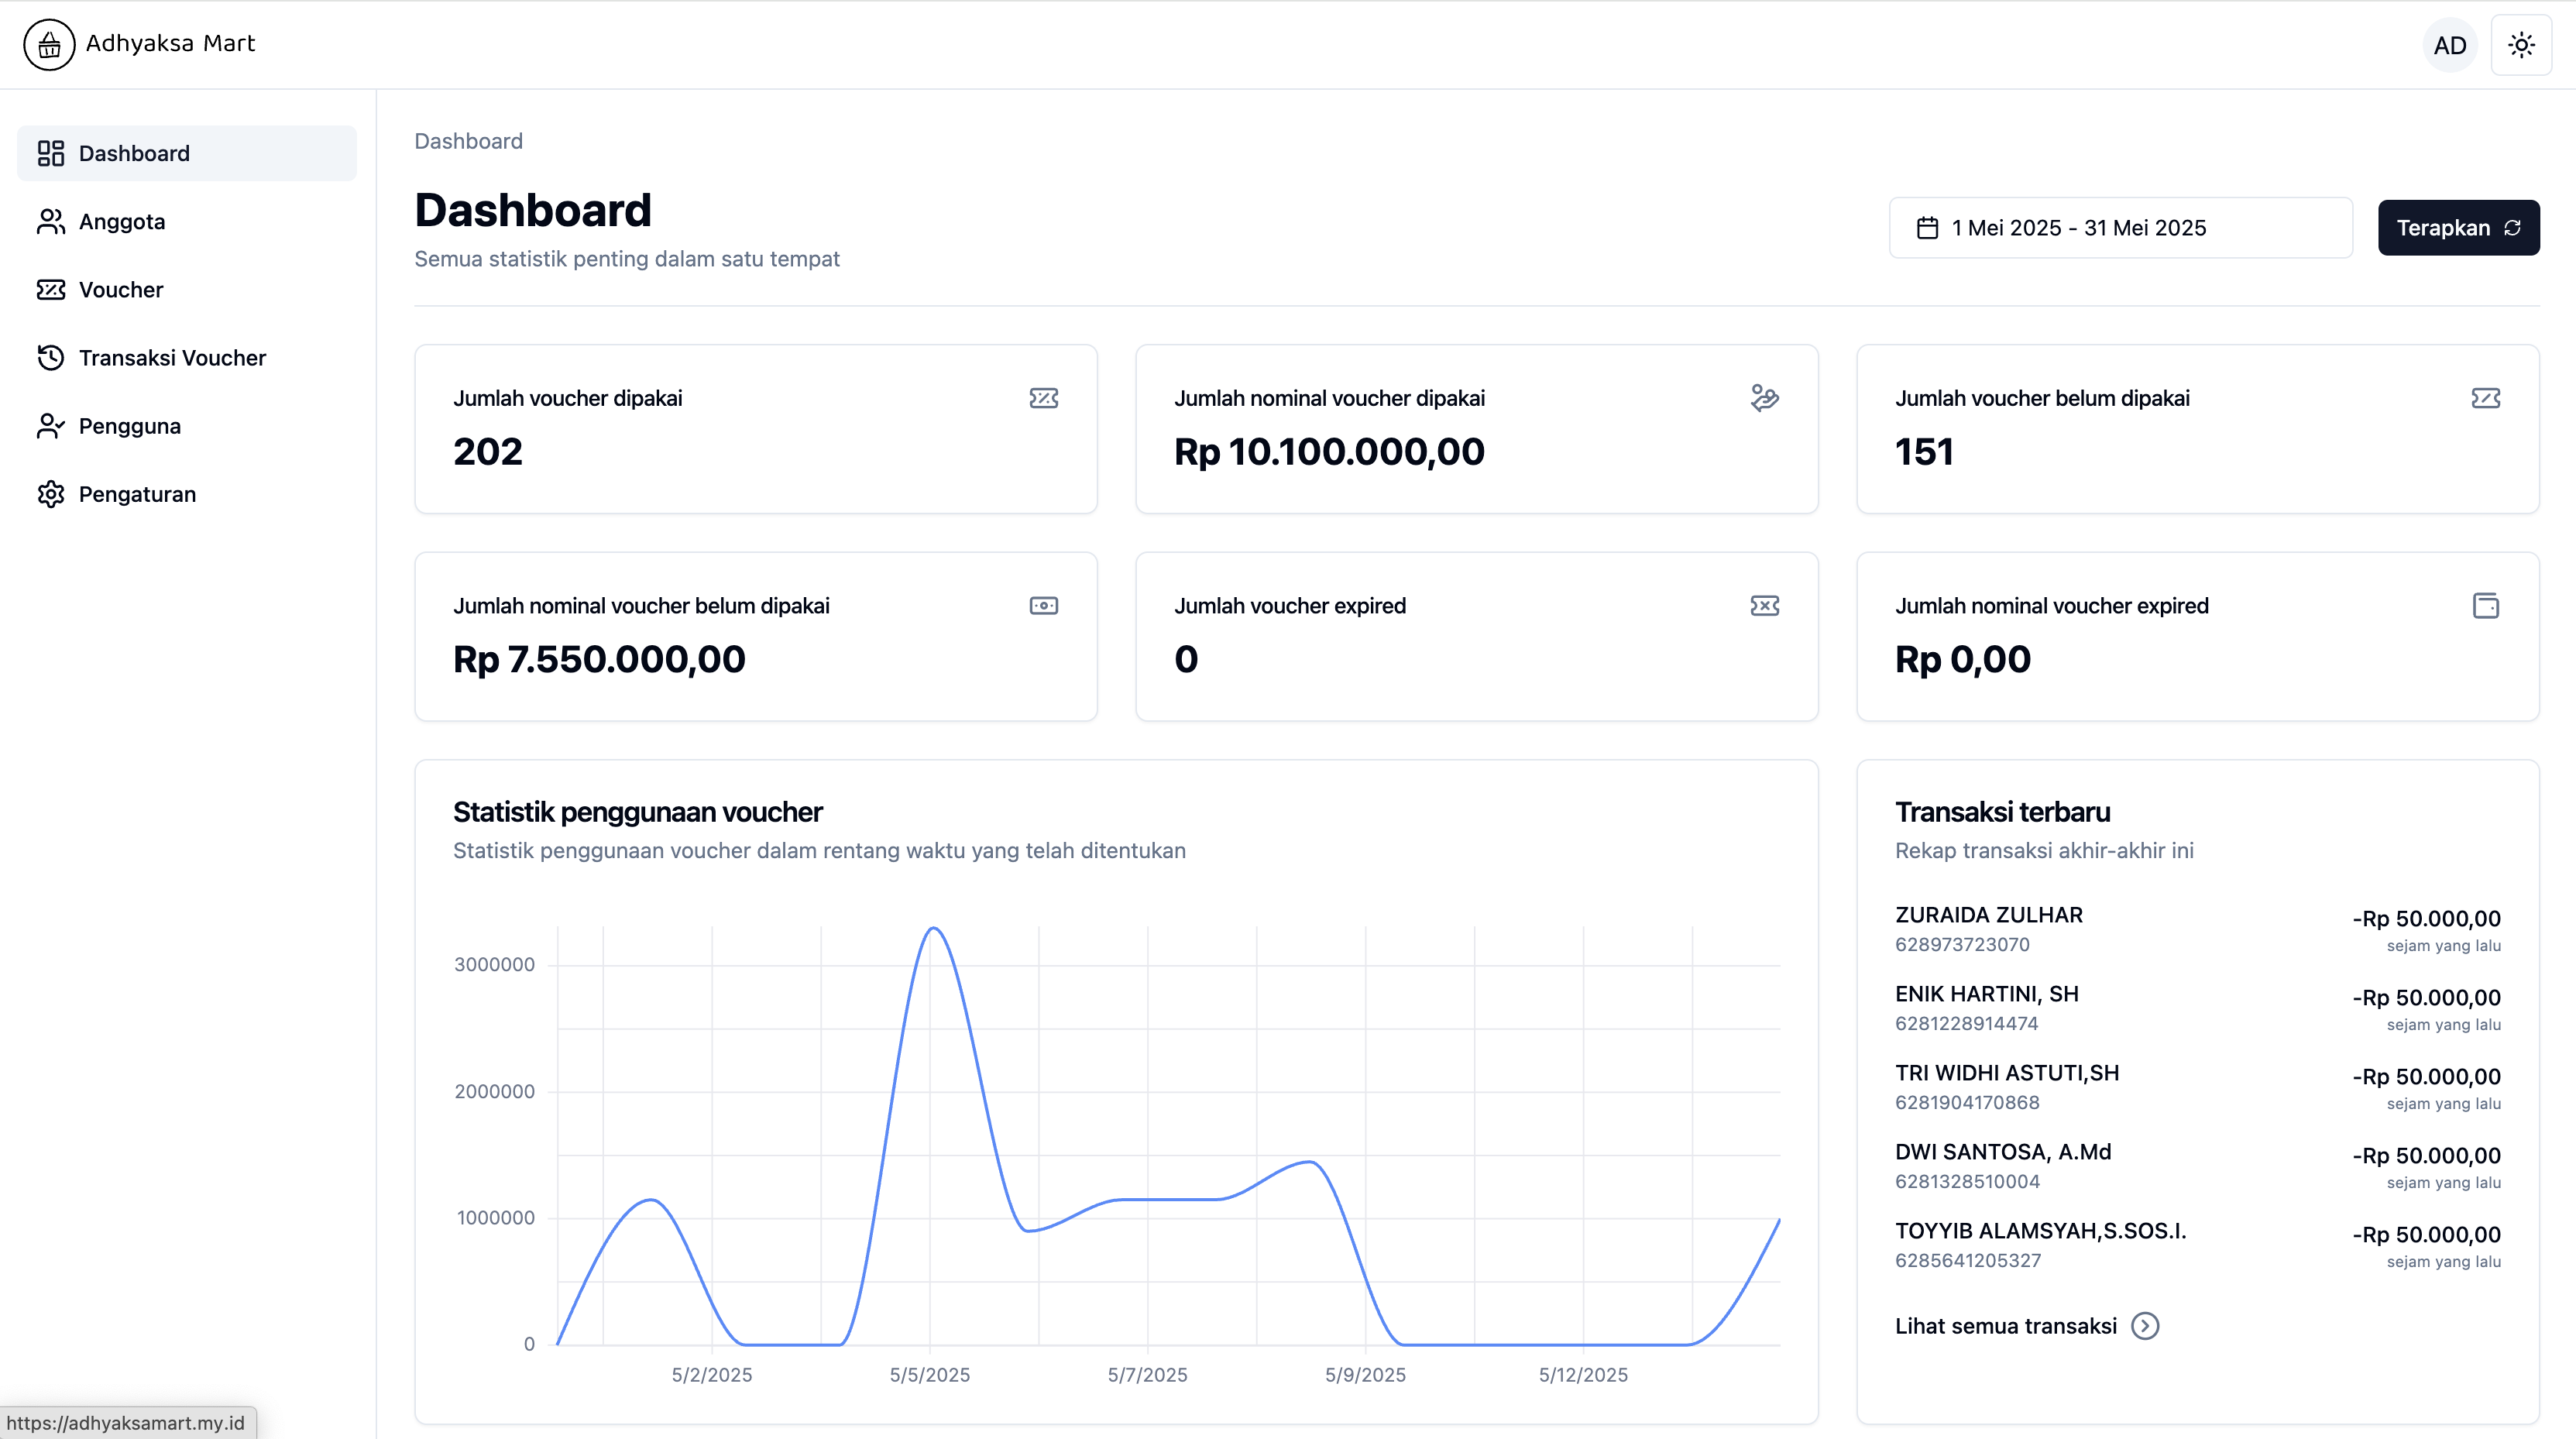 Adhyaksa Mart
AD
Dashboard
Anggota
Voucher
Transaksi Voucher
Pengguna
Pengaturan
Dashboard
Dashboard
Semua statistik penting dalam satu tempat
1 Mei 2025 - 31 Mei 2025
Terapkan
Jumlah voucher dipakai
202
Jumlah nominal voucher dipakai
Rp 10.100.000,00
Jumlah voucher belum dipakai
151
Jumlah nominal voucher belum dipakai
Rp 7.550.000,00
Jumlah voucher expired
0
Jumlah nominal voucher expired
Rp 0,00
Statistik penggunaan voucher
Statistik penggunaan voucher dalam rentang waktu yang telah ditentukan
3000000
2000000
1000000
0
5/2/2025
5/5/2025
5/7/2025
5/9/2025
5/12/2025
Transaksi terbaru
Rekap transaksi akhir-akhir ini
ZURAIDA ZULHAR
-Rp 50.000,00
628973723070
sejam yang lalu
ENIK HARTINI, SH
-Rp 50.000,00
6281228914474
sejam yang lalu
TRI WIDHI ASTUTI,SH
-Rp 50.000,00
6281904170868
sejam yang lalu
DWI SANTOSA, A.Md
-Rp 50.000,00
6281328510004
sejam yang lalu
TOYYIB ALAMSYAH,S.SOS.I.
-Rp 50.000,00
6285641205327
sejam yang lalu
Lihat semua transaksi
https://adhyaksamart.my.id